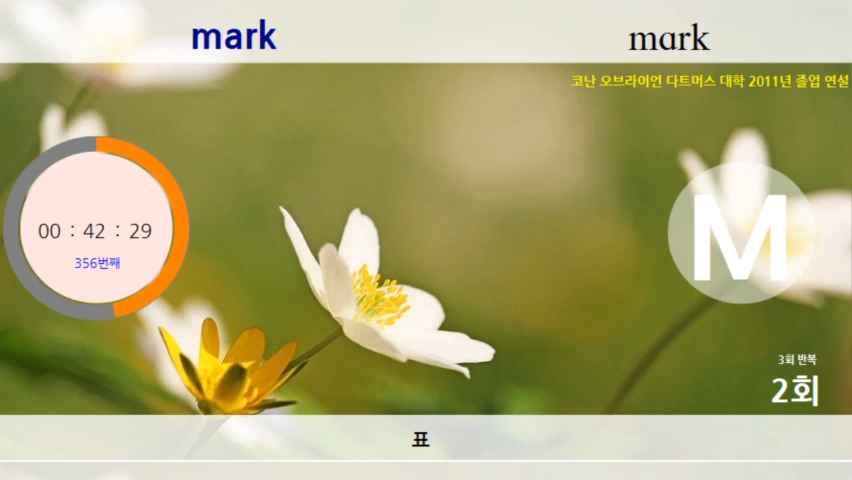 mark
mark
코난 오브라이언 다트머스 대학 2011년 졸업 연설
00 : 42 : 29
356번째
M
3회 반복
2회
표